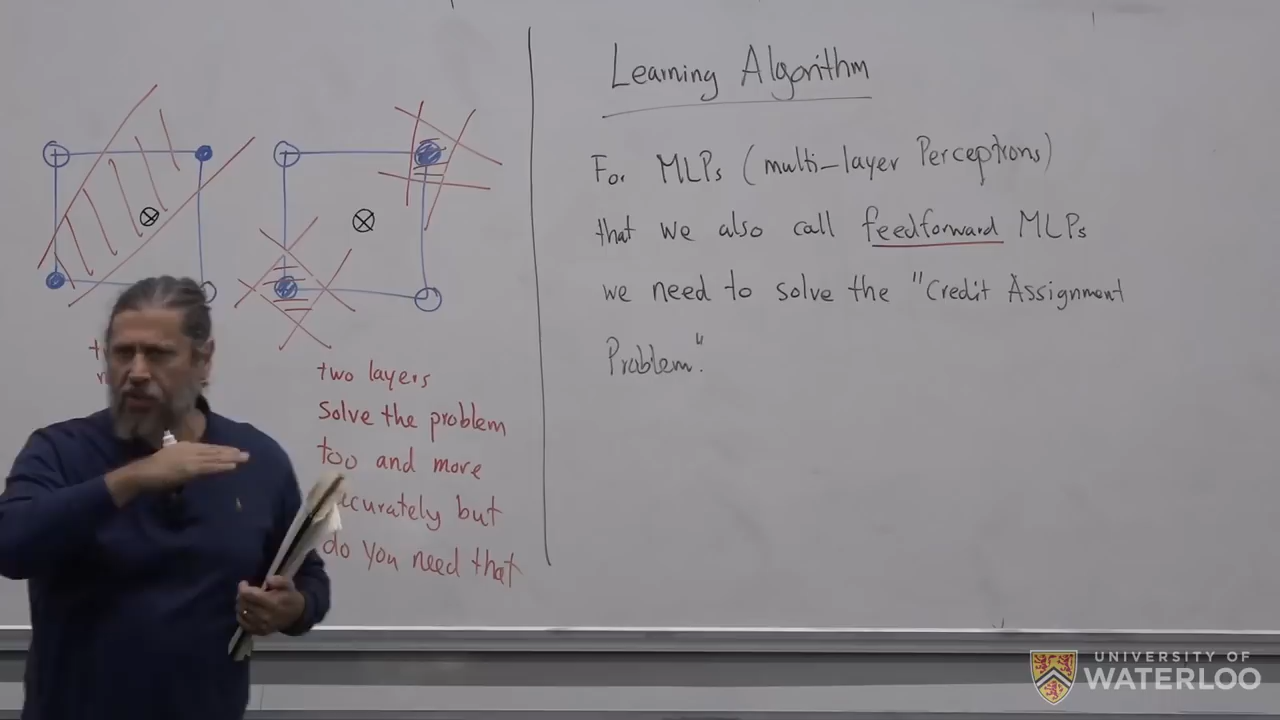 two layers
Solve the problem
too and more
ccurately but
do you need that
Learning Algorithm
For MLPs (multi-layer Perceptrons)
that we also call feedforward MLPs
we need to solve the "Credit Assignment
Problem".
UNIVERSITY OF
WATERLOO